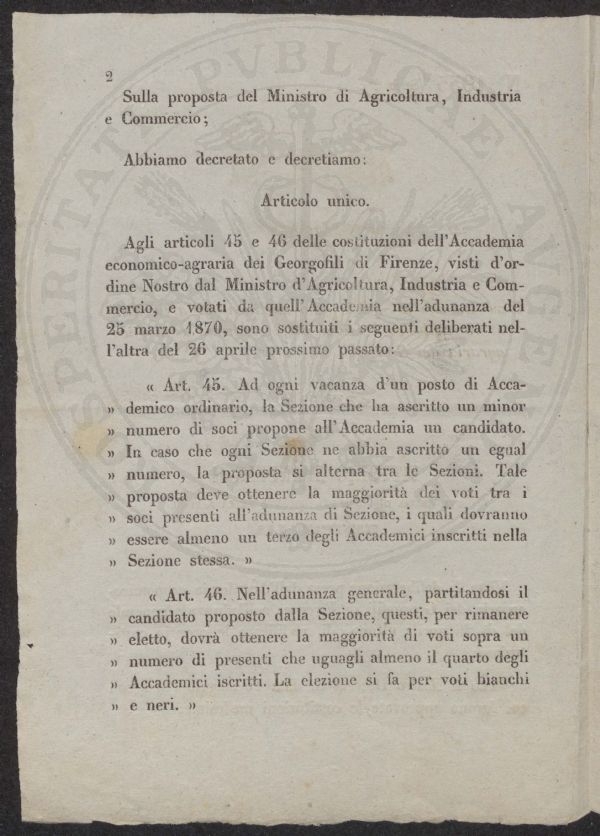 2
Sulla proposta del Ministro di Agricoltura, Industria
e Commercio;
Abbiamo decretato e decretiamo:
Articolo unico.
Agli articoli 45 e 46 delle costituzioni dell'Accademia
economico-agraria dei Georgofili di Firenze, visti d'or-
dine Nostro dal Ministro d'Agricoltura, Industria e Com-
mercio, e votati da quell'Accademia nell'adunanza del
25 marzo 1870, sono sostituiti i seguenti deliberati nel-
l'altra del 26 aprile prossimo passato:
« Art. 45. Ad ogni vacanza d'un posto di Acca-
» demico ordinario, la Sezione che ha ascritto un minor
» numero di soci propone all'Accademia un candidato.
» In caso che ogni Sezione ne abbia ascritto un egual
» numero, la proposta si alterna tra le Sezioni. Tale
» proposta deve ottenere la maggiorità dei voti tra i
» soci presenti all'adunanza di Sezione, i quali dovranno
» essere almeno un terzo degli Accademici inscritti nella
» Sezione stessa. »
« Art. 46. Nell'adunanza generale, partitandosi il
» candidato proposto dalla Sezione, questi, per rimanere
» eletto, dovrà ottenere la maggiorità di voti sopra un
» numero di presenti che uguagli almeno il quarto degli
» Accademici iscritti. La elezione si fa per voti bianchi
» e neri. »